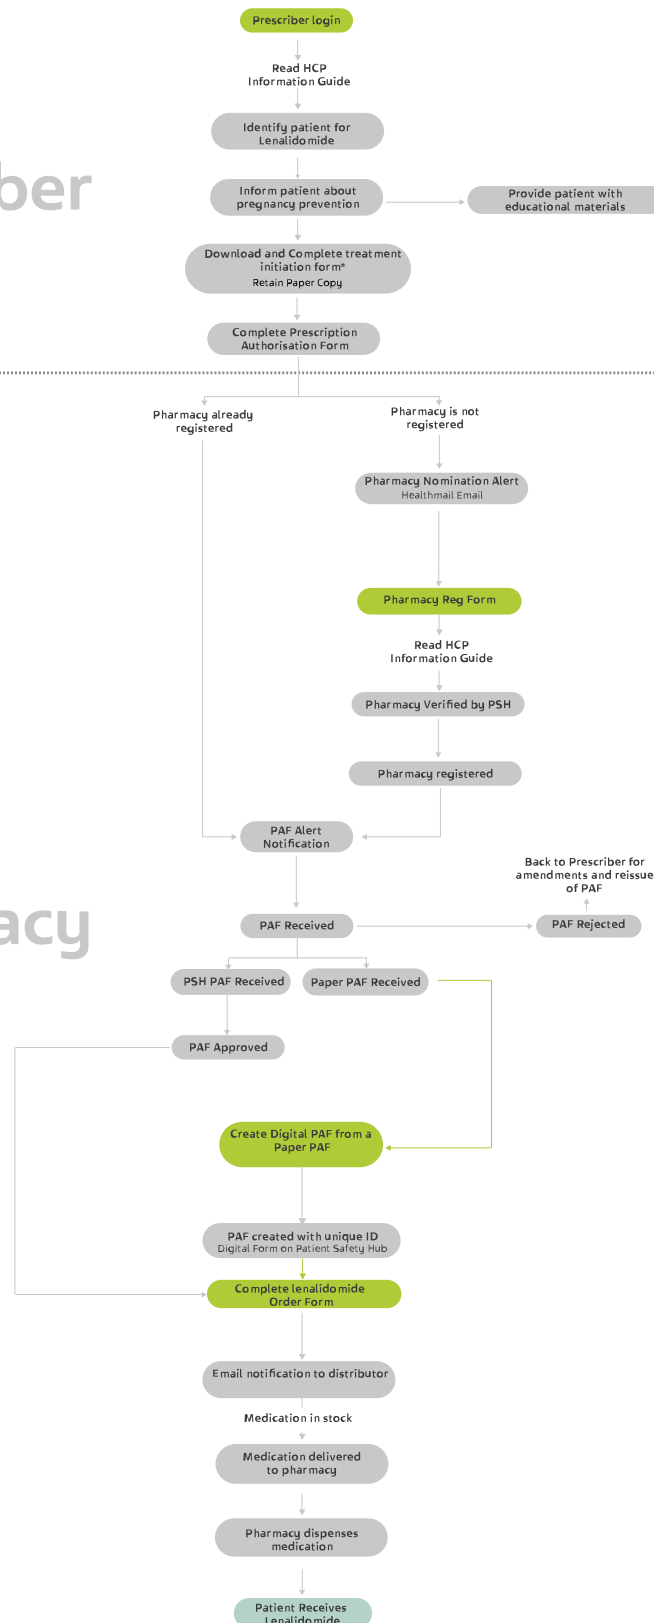 Prescriber login
Read HCP
Information Guide
Identify patient for
Lenalidomide
ber
Inform patient about
pregnancy prevention
Provide patient with
educational materials
Download and Complete treatment
initiation form*
Retain Paper Copy
Complete Prescription
Authorisation Form
Pharmacy already
registered
Pharmacy is not
registered
Pharmacy Nomination Alert
Healthmail Email
Pharmacy Reg Form
Read HCP
Information Guide
Pharmacy Verified by PSH
Pharmacy registered
PAF Alert
Notification
Back to Prescriber for
amendments and reissue
of PAF
acy
PAF Received
PAF Rejected
PSH PAF Received
Paper PAF Received
PAF Approved
Create Digital PAF from a
Paper PAF
PAF created with unique ID
Digital Form on Patient Safety Hub
Complete lenalidomide
Order Form
Email notification to distributor
Medication in stock
Medication delivered
to pharmacy
Pharmacy dispenses
medication
Patient Receives
Lenalidomide